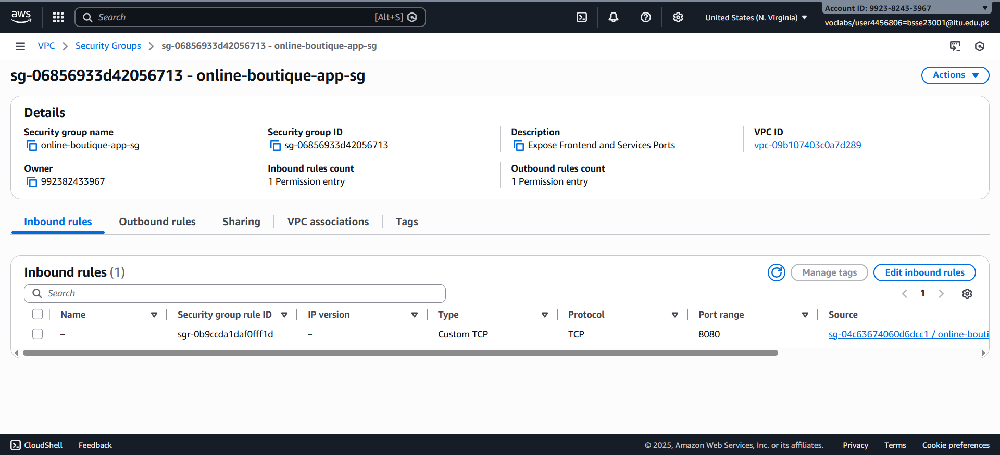 aws
Search [Alt+S]
United States (N. Virginia)
Account ID: 9923-8243-3967
voclabs/user4456806=bsse23001@itu.edu.pk
VPC
Security Groups
sg-06856933d42056713 - online-boutique-app-sg
sg-06856933d42056713 - online-boutique-app-sg
Actions
Details
Security group name
online-boutique-app-sg
Security group ID
sg-06856933d42056713
Description
Expose Frontend and Services Ports
VPC ID
vpc-09b107403c0a7d289
Owner
992382433967
Inbound rules count
1 Permission entry
Outbound rules count
1 Permission entry
Inbound rules
Outbound rules
Sharing
VPC associations
Tags
Inbound rules (1)
Manage tags
Edit inbound rules
Search
1
Name Security group rule ID IP version Type Protocol Port range Source
– sgr-0b9ccda1daf0fff1d – Custom TCP TCP 8080 sg-04c63674060d6dcc1 / online-bouti
CloudShell
Feedback
© 2025, Amazon Web Services, Inc. or its affiliates.
Privacy
Terms
Cookie preferences